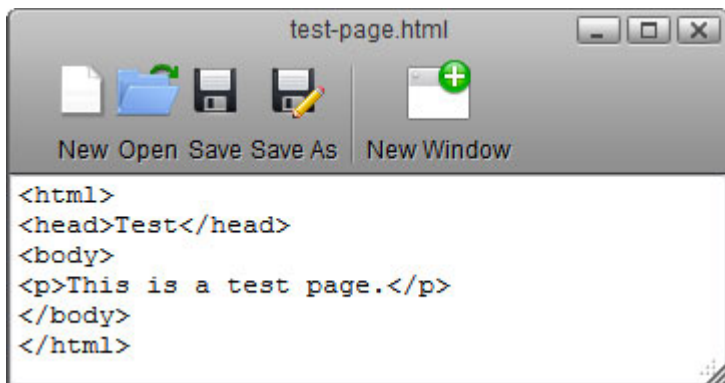 test-page.html
New Open Save Save As New Window
<html>
<head>Test</head>
<body>
<p>This is a test page.</p>
</body>
</html>